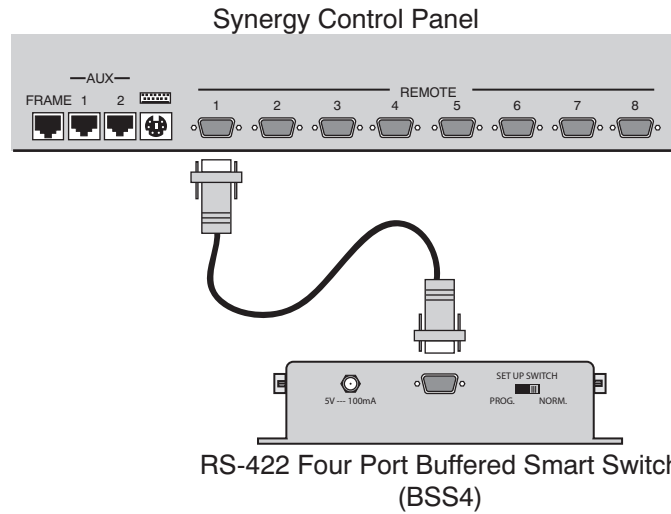 Synergy Control Panel
AUX
REMOTE
FRAME 1 2
1 2 3 4 5 6 7 8
SET UP SWITCH
5V --- 100mA
PROG. NORM.
RS-422 Four Port Buffered Smart Switch
(BSS4)